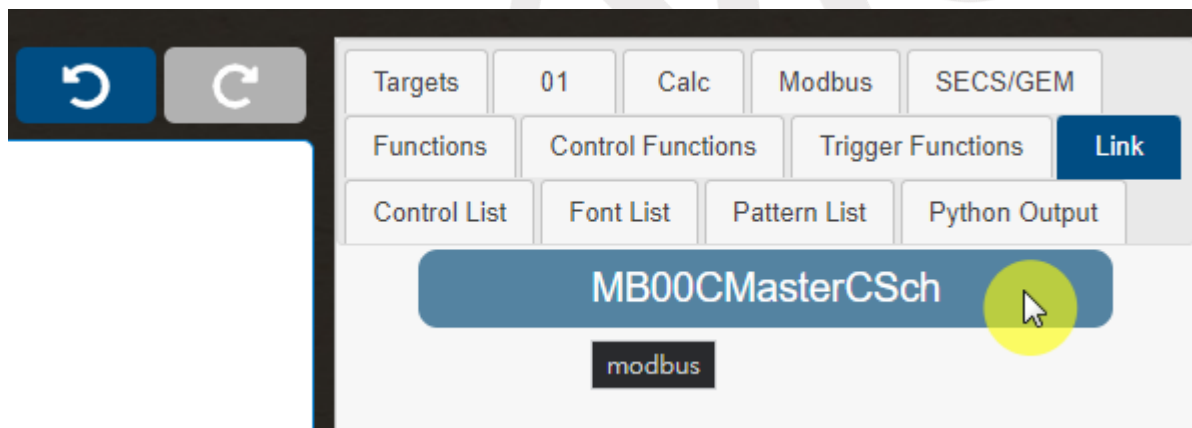 Targets 01 Calc Modbus SECS/GEM
Functions Control Functions Trigger Functions Link
Control List Font List Pattern List Python Output
MB00CMasterCSch
modbus